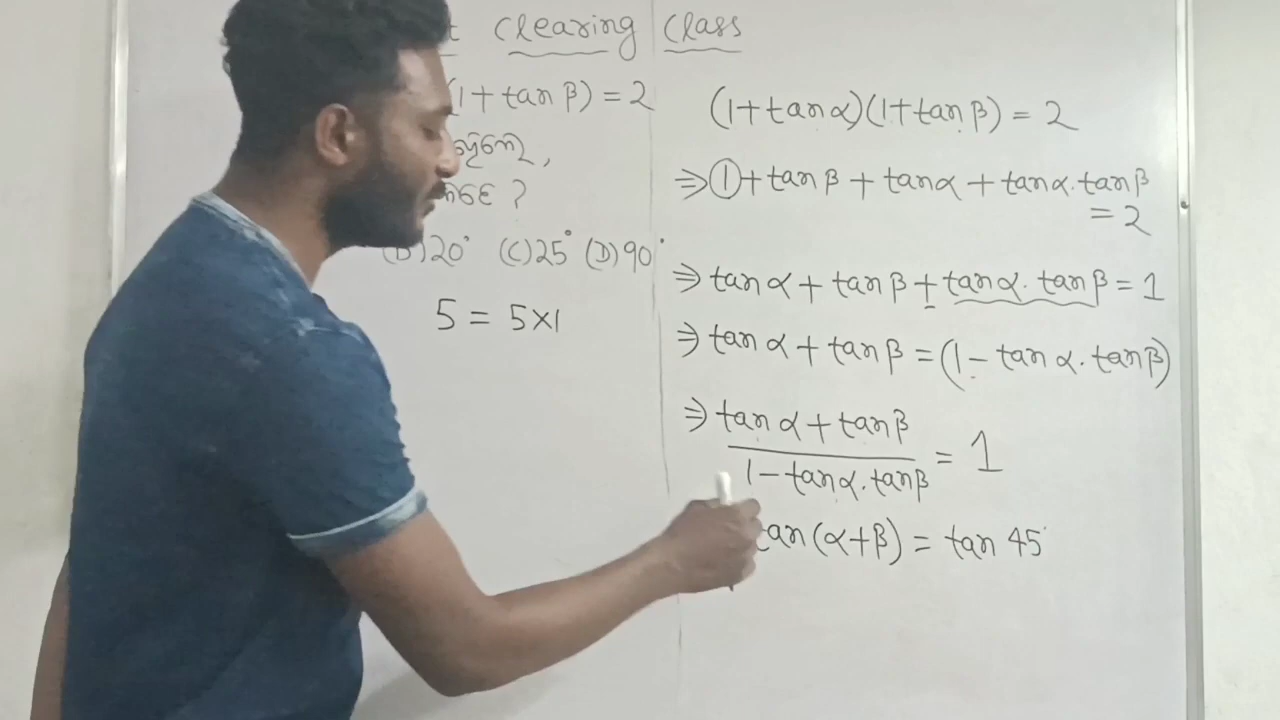 Clearing Class
(1+tan β) = 2
20° (C) 25° (D) 90°
5 = 5×1
(1+tan α)(1+tan β) = 2
⇒ 1 + tan β + tan α + tan α. tan β
= 2
⇒ tan α + tan β + tan α. tan β = 1
⇒ tan α + tan β = (1 - tan α. tan β)
⇒ tan α + tan β
1 - tan α. tan β = 1
tan (α+β) = tan 45°